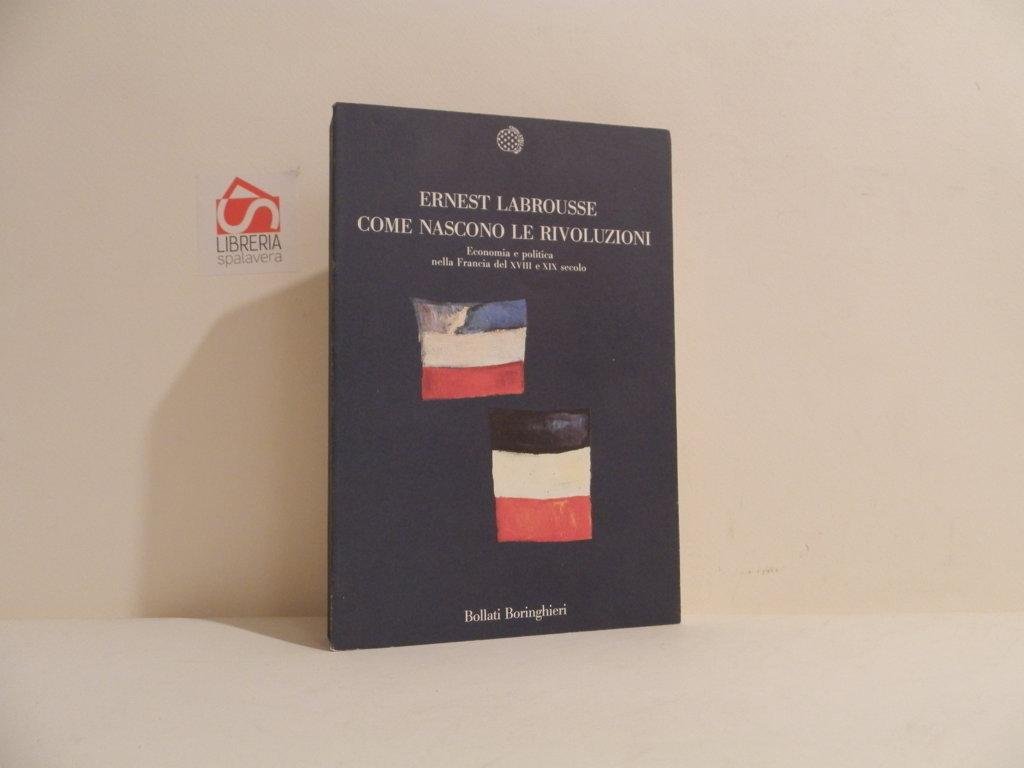 LIBRERIA
spalavera
ERNEST LABROUSSE
COME NASCONO LE RIVOLUZIONI
Economia e politica
nella Francia del XVIII e XIX secolo
Bollati Boringhieri